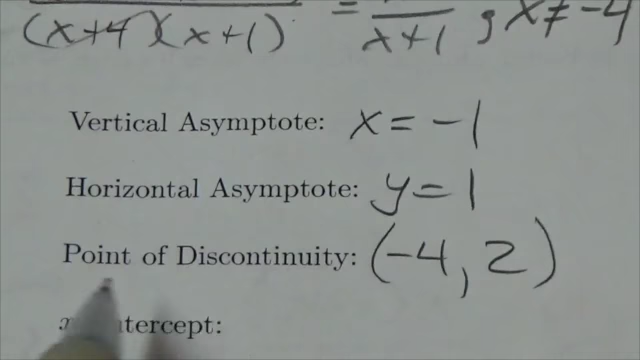 (x+4)(x+1) = x+1 ; x ≠ -4
Vertical Asymptote: x = -1
Horizontal Asymptote: y = 1
Point of Discontinuity: (-4, 2)
intercept: